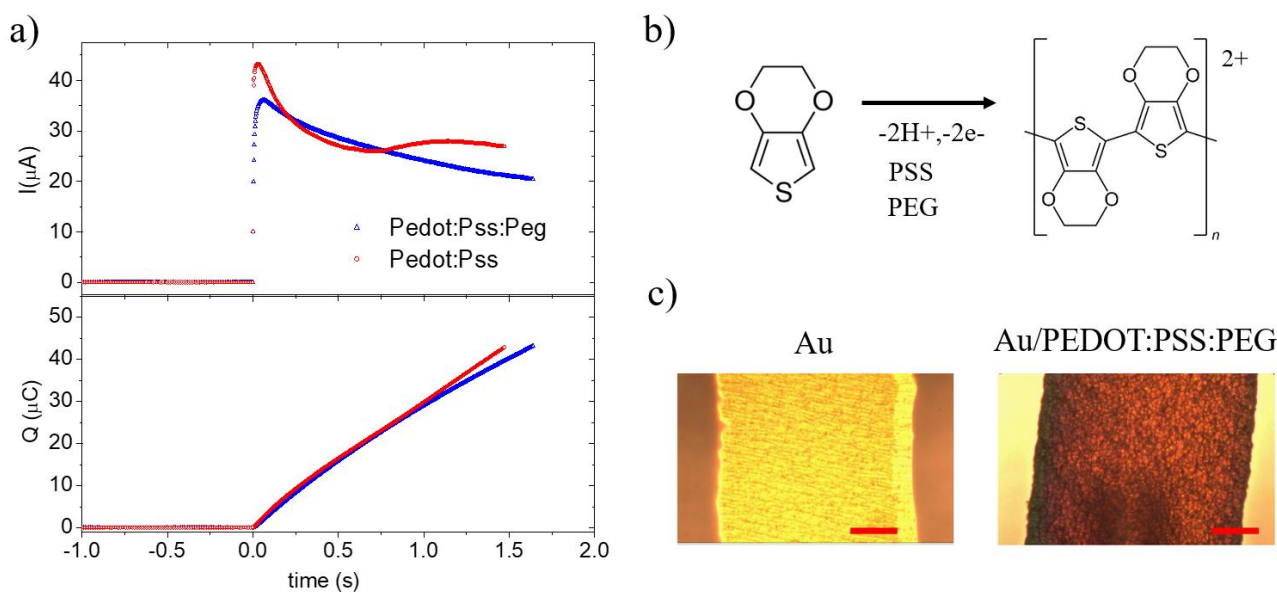 a)
I(μA)
40
30
20
10
0
Pedot:Pss:Peg
Pedot:Pss
Q (μC)
50
40
30
20
10
0
-1.0 -0.5 0.0 0.5 1.0 1.5 2.0
time (s)
b)
O O
S
-2H+,-2e-
PSS
PEG
2+
O O
S
S
O O
n
c)
Au
Au/PEDOT:PSS:PEG